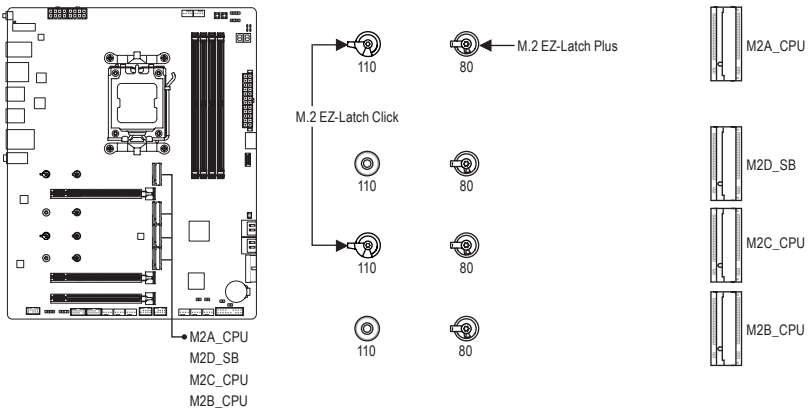 M.2 EZ-Latch Plus
M2A_CPU
110
80
M.2 EZ-Latch Click
M2D_SB
110
80
M2C_CPU
110
80
M2B_CPU
110
80
M2A_CPU
M2D_SB
M2C_CPU
M2B_CPU